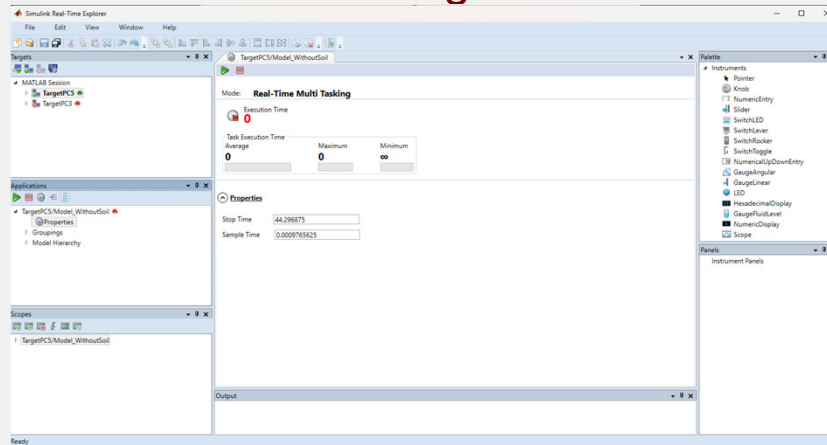 Simulink Real-Time Explorer
File Edit View Window Help
Targets
MATLAB Session
TargetPC5
TargetPC3
Applications
TargetPC5/Model_WithoutSoil
Properties
Groupings
Model Hierarchy
Scopes
TargetPC5/Model_WithoutSoil
TargetPC5/Model_WithoutSoil
Mode: Real-Time Multi Tasking
Execution Time
0
Task Execution Time
Average Maximum Minimum
0 0 ∞
Properties
Stop Time 44.296875
Sample Time 0.0009765625
Output
Palette
Instruments
Pointer
Knob
NumericEntry
Slider
SwitchLED
SwitchLever
SwitchRocker
SwitchToggle
NumericalUpDownEntry
GaugeAngular
GaugeLinear
LED
HexadecimalDisplay
GaugeFluidLevel
NumericDisplay
Scope
Panels
Instrument Panels
Ready